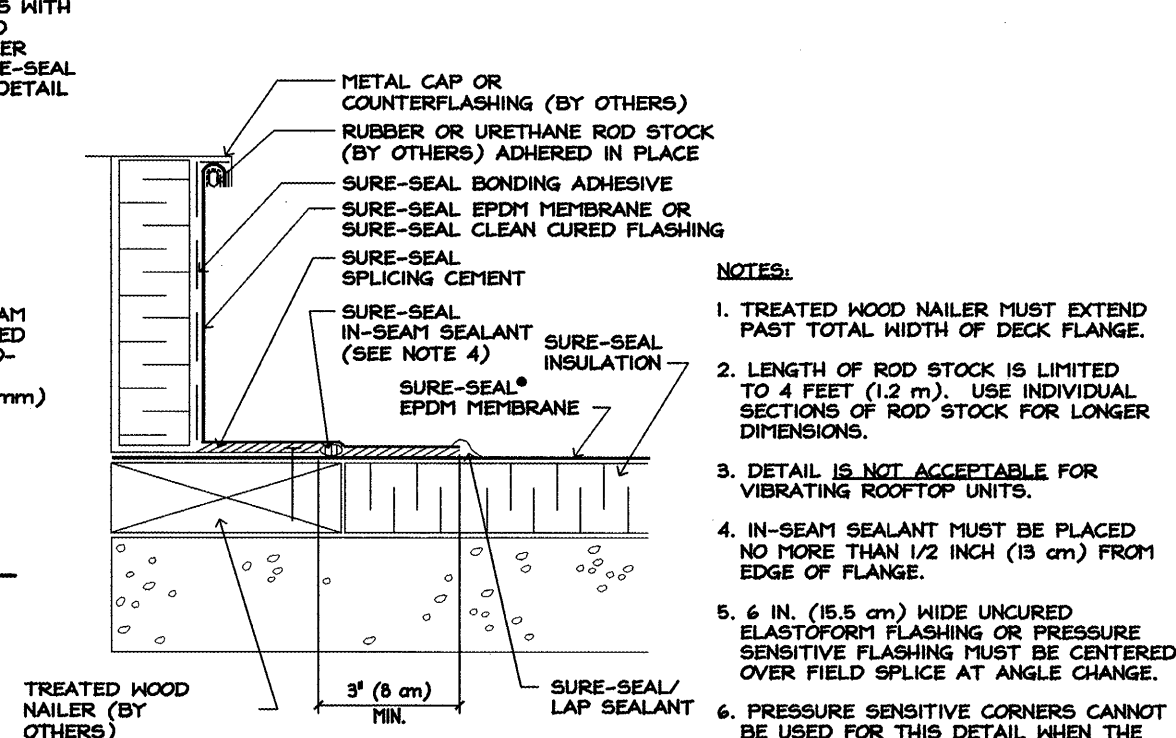 S WITH
ER
E-SEAL
DETAIL
METAL CAP OR
COUNTERFLASHING (BY OTHERS)
RUBBER OR URETHANE ROD STOCK
(BY OTHERS) ADHERED IN PLACE
SURE-SEAL BONDING ADHESIVE
SURE-SEAL EPDM MEMBRANE OR
SURE-SEAL CLEAN CURED FLASHING
SURE-SEAL
SPLICING CEMENT
SURE-SEAL
IN-SEAM SEALANT
(SEE NOTE 4)
SURE-SEAL
INSULATION
SURE-SEAL®
EPDM MEMBRANE
AM
ED
mm)
TREATED WOOD
NAILER (BY
OTHERS)
3" (8 cm)
MIN.
SURE-SEAL/
LAP SEALANT
NOTES:
1. TREATED WOOD NAILER MUST EXTEND
PAST TOTAL WIDTH OF DECK FLANGE.
2. LENGTH OF ROD STOCK IS LIMITED
TO 4 FEET (1.2 m). USE INDIVIDUAL
SECTIONS OF ROD STOCK FOR LONGER
DIMENSIONS.
3. DETAIL IS NOT ACCEPTABLE FOR
VIBRATING ROOFTOP UNITS.
4. IN-SEAM SEALANT MUST BE PLACED
NO MORE THAN 1/2 INCH (13 cm) FROM
EDGE OF FLANGE.
5. 6 IN. (15.5 cm) WIDE UNCURED
ELASTOFORM FLASHING OR PRESSURE
SENSITIVE FLASHING MUST BE CENTERED
OVER FIELD SPLICE AT ANGLE CHANGE.
6. PRESSURE SENSITIVE CORNERS CANNOT
BE USED FOR THIS DETAIL WHEN THE